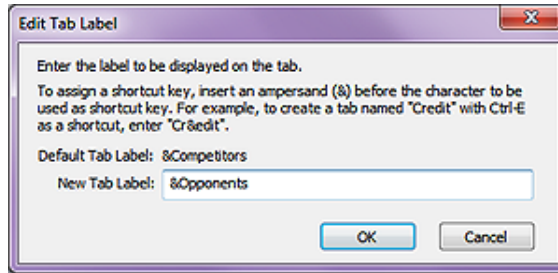 Edit Tab Label
Enter the label to be displayed on the tab.
To assign a shortcut key, insert an ampersand (&) before the character to be
used as shortcut key. For example, to create a tab named "Credit" with Ctrl-E
as a shortcut, enter "Cr&edit".
Default Tab Label: &Competitors
New Tab Label: &Opponents
OK Cancel